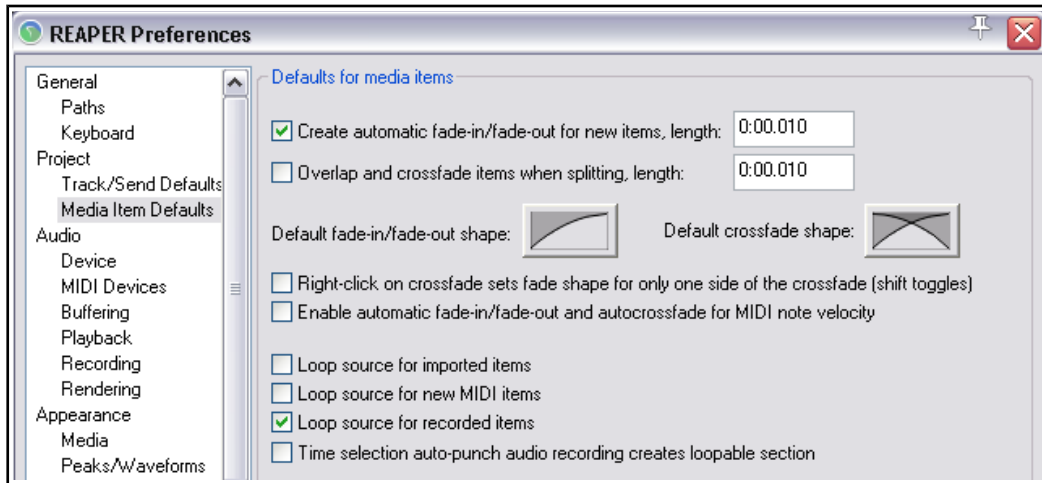 REAPER Preferences
General
Paths
Keyboard
Project
Track/Send Defaults
Media Item Defaults
Audio
Device
MIDI Devices
Buffering
Playback
Recording
Rendering
Appearance
Media
Peaks/Waveforms
Defaults for media items
Create automatic fade-in/fade-out for new items, length: 0:00.010
Overlap and crossfade items when splitting, length: 0:00.010
Default fade-in/fade-out shape: Default crossfade shape:
Right-click on crossfade sets fade shape for only one side of the crossfade (shift toggles)
Enable automatic fade-in/fade-out and autocrossfade for MIDI note velocity
Loop source for imported items
Loop source for new MIDI items
Loop source for recorded items
Time selection auto-punch audio recording creates loopable section